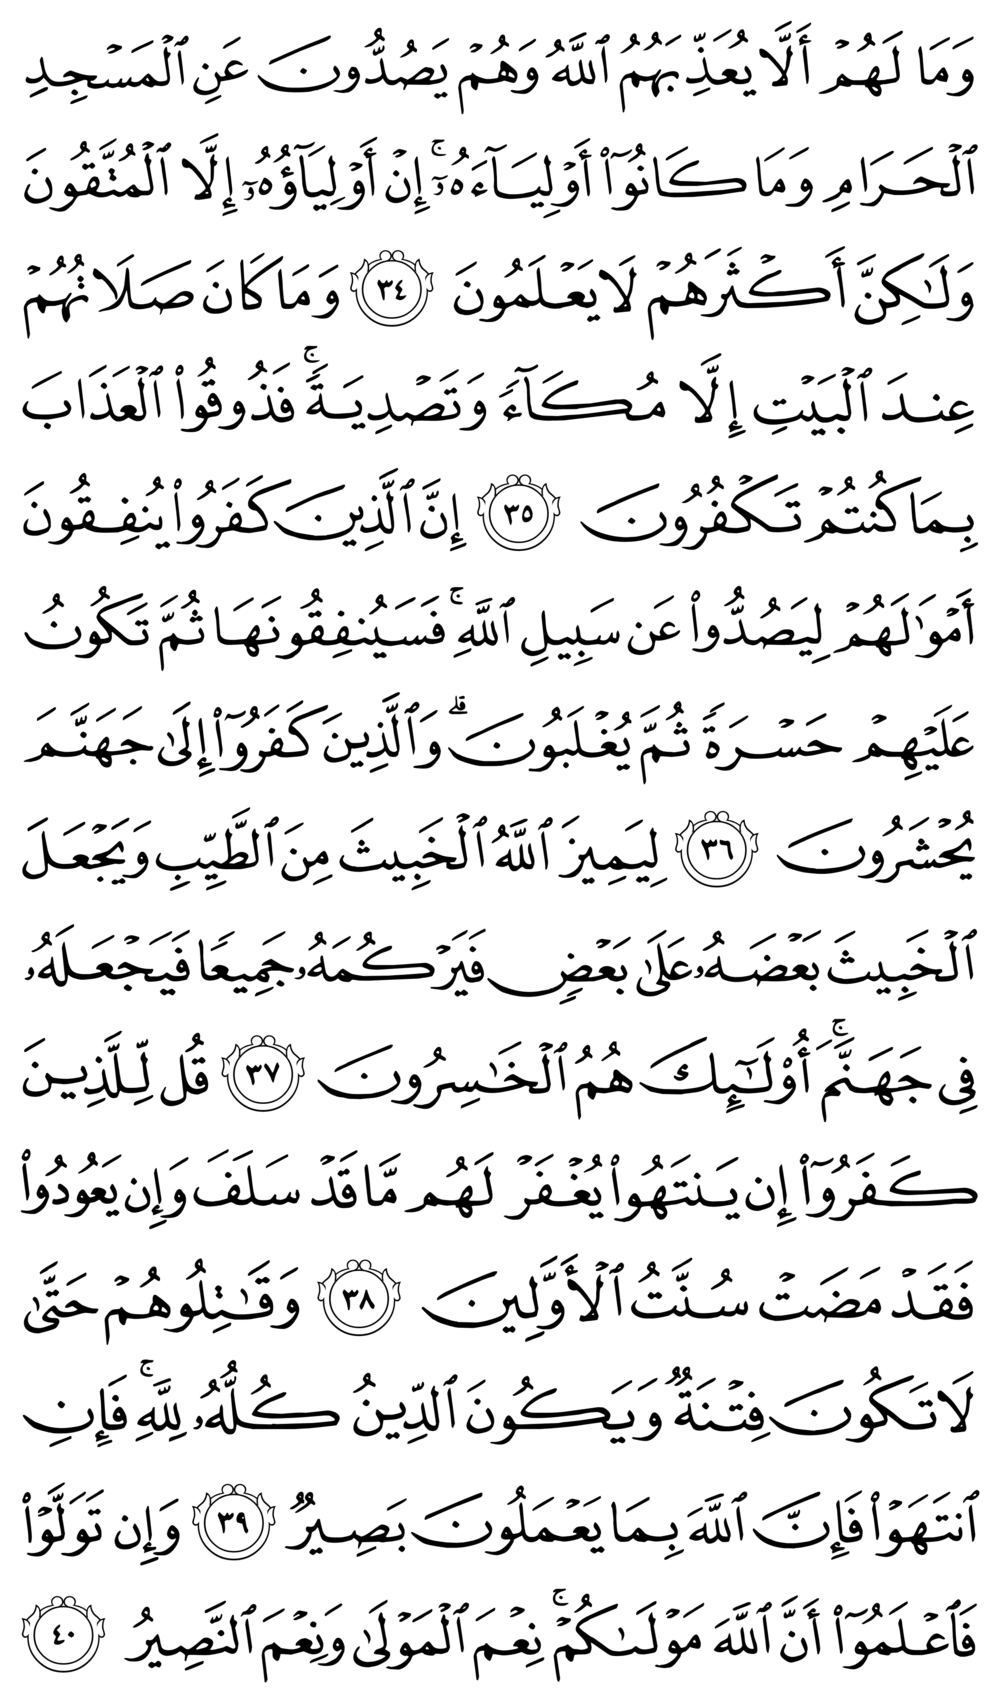 وَمَا لَهُمْ أَلَّا يُعَذِّبَهُمُ ٱللَّهُ وَهُمْ يَصُدُّونَ عَنِ ٱلْمَسْجِدِ
ٱلْحَرَامِ وَمَا كَانُوٓا۟ أَوْلِيَآءَهُۥٓ ۚ إِنْ أَوْلِيَآؤُهُۥٓ إِلَّا ٱلْمُتَّقُونَ
وَلَـٰكِنَّ أَكْثَرَهُمْ لَا يَعْلَمُونَ ٣٤ وَمَا كَانَ صَلَاتُهُمْ
عِندَ ٱلْبَيْتِ إِلَّا مُكَآءً وَتَصْدِيَةً ۚ فَذُوقُوا۟ ٱلْعَذَابَ
بِمَا كُنتُمْ تَكْفُرُونَ ٣٥ إِنَّ ٱلَّذِينَ كَفَرُوا۟ يُنفِقُونَ
أَمْوَٰلَهُمْ لِيَصُدُّوا۟ عَن سَبِيلِ ٱللَّهِ ۚ فَسَيُنفِقُونَهَا ثُمَّ تَكُونُ
عَلَيْهِمْ حَسْرَةً ثُمَّ يُغْلَبُونَ ۗ وَٱلَّذِينَ كَفَرُوٓا۟ إِلَىٰ جَهَنَّمَ
يُحْشَرُونَ ٣٦ لِيَمِيزَ ٱللَّهُ ٱلْخَبِيثَ مِنَ ٱلطَّيِّبِ وَيَجْعَلَ
ٱلْخَبِيثَ بَعْضَهُۥ عَلَىٰ بَعْضٍ فَيَرْكُمَهُۥ جَمِيعًا فَيَجْعَلَهُۥ
فِى جَهَنَّمَ ۚ أُو۟لَـٰٓئِكَ هُمُ ٱلْخَـٰسِرُونَ ٣٧ قُل لِّلَّذِينَ
كَفَرُوٓا۟ إِن يَنتَهُوا۟ يُغْفَرْ لَهُم مَّا قَدْ سَلَفَ وَإِن يَعُودُوا۟
فَقَدْ مَضَتْ سُنَّتُ ٱلْأَوَّلِينَ ٣٨ وَقَـٰتِلُوهُمْ حَتَّىٰ
لَا تَكُونَ فِتْنَةٌ وَيَكُونَ ٱلدِّينُ كُلُّهُۥ لِلَّهِ ۚ فَإِنِ
ٱنتَهَوْا۟ فَإِنَّ ٱللَّهَ بِمَا يَعْمَلُونَ بَصِيرٌ ٣٩ وَإِن تَوَلَّوْا۟
فَٱعْلَمُوٓا۟ أَنَّ ٱللَّهَ مَوْلَىٰكُمْ ۚ نِعْمَ ٱلْمَوْلَىٰ وَنِعْمَ ٱلنَّصِيرُ ٤٠